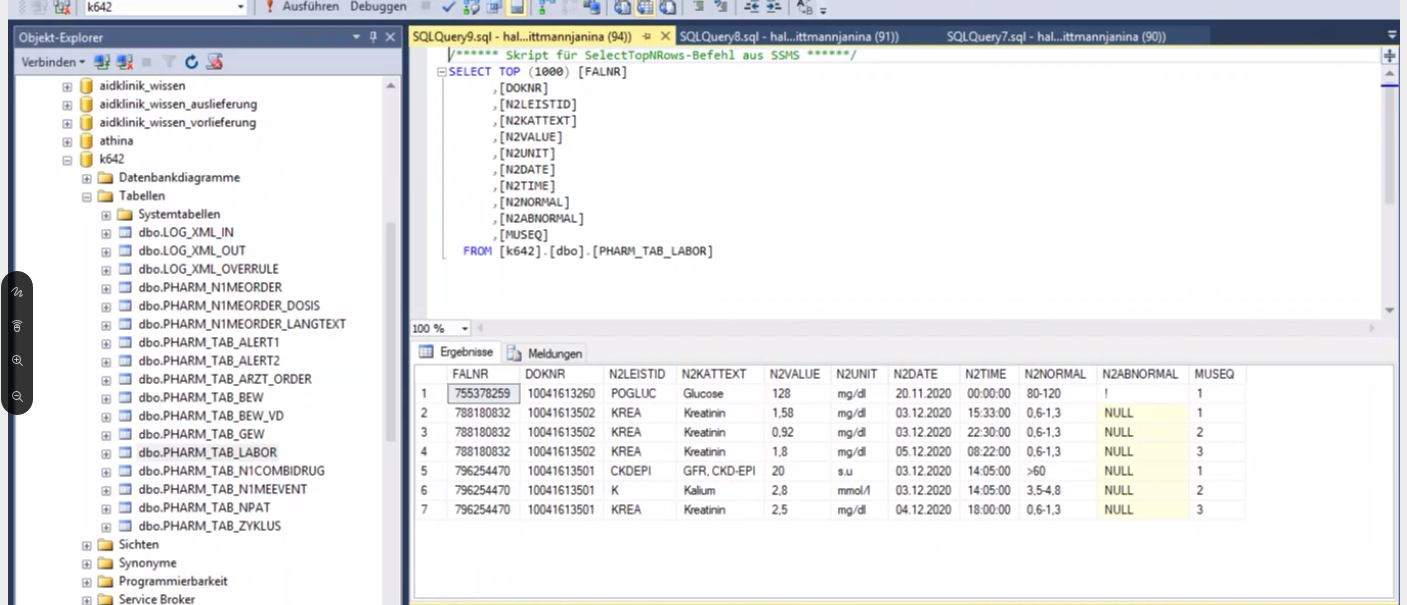 k642
Ausführen Debuggen
Objekt-Explorer
Verbinden
aidklinik_wissen
aidklinik_wissen_auslieferung
aidklinik_wissen_vorlieferung
athina
k642
Datenbankdiagramme
Tabellen
Systemtabellen
dbo.LOG_XML_IN
dbo.LOG_XML_OUT
dbo.LOG_XML_OVERRULE
dbo.PHARM_N1MEORDER
dbo.PHARM_N1MEORDER_DOSIS
dbo.PHARM_N1MEORDER_LANGTEXT
dbo.PHARM_TAB_ALERT1
dbo.PHARM_TAB_ALERT2
dbo.PHARM_TAB_ARZT_ORDER
dbo.PHARM_TAB_BEW
dbo.PHARM_TAB_BEW_VD
dbo.PHARM_TAB_GEW
dbo.PHARM_TAB_LABOR
dbo.PHARM_TAB_N1COMBIDRUG
dbo.PHARM_TAB_N1MEEVENT
dbo.PHARM_TAB_NPAT
dbo.PHARM_TAB_ZYKLUS
Sichten
Synonyme
Programmierbarkeit
Service Broker
SQLQuery9.sql - hal...ittmannjanina (94)) SQLQuery8.sql - hal...ittmannjanina (91)) SQLQuery7.sql - hal...ittmannjanina (90))
/****** Skript für SelectTopNRows-Befehl aus SSMS ******/
SELECT TOP (1000) [FALNR]
,[DOKNR]
,[N2LEISTID]
,[N2KATTEXT]
,[N2VALUE]
,[N2UNIT]
,[N2DATE]
,[N2TIME]
,[N2NORMAL]
,[N2ABNORMAL]
,[MUSEQ]
FROM [k642].[dbo].[PHARM_TAB_LABOR]
100 %
Ergebnisse Meldungen
FALNR DOKNR N2LEISTID N2KATTEXT N2VALUE N2UNIT N2DATE N2TIME N2NORMAL N2ABNORMAL MUSEQ
1 755378259 10041613260 POGLUC Glucose 128 mg/dl 20.11.2020 00:00:00 80-120 ! 1
2 788180832 10041613502 KREA Kreatinin 1,58 mg/dl 03.12.2020 15:33:00 0,6-1,3 NULL 1
3 788180832 10041613502 KREA Kreatinin 0,92 mg/dl 03.12.2020 22:30:00 0,6-1,3 NULL 2
4 788180832 10041613502 KREA Kreatinin 1,8 mg/dl 05.12.2020 08:22:00 0,6-1,3 NULL 3
5 796254470 10041613501 CKDEPI GFR, CKD-EPI 20 s.u 03.12.2020 14:05:00 >60 NULL 1
6 796254470 10041613501 K Kalium 2,8 mmol/l 03.12.2020 14:05:00 3,5-4,8 NULL 2
7 796254470 10041613501 KREA Kreatinin 2,5 mg/dl 04.12.2020 18:00:00 0,6-1,3 NULL 3